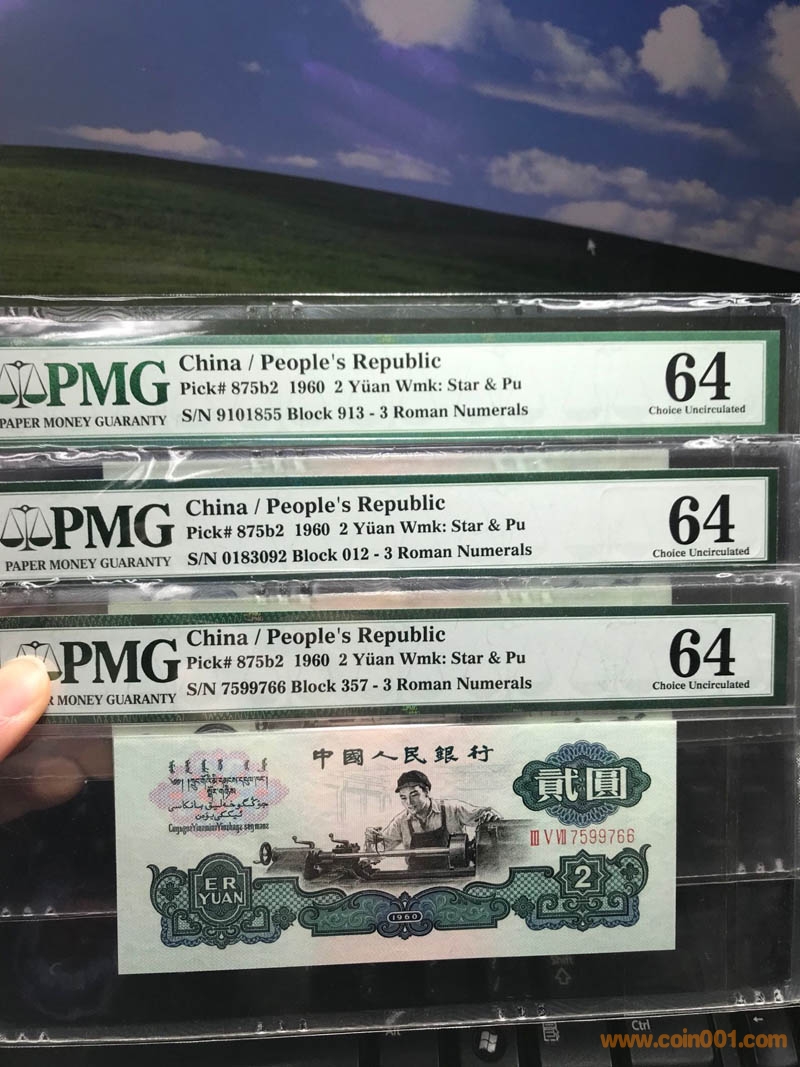 PMG
PAPER MONEY GUARANTY
China / People's Republic
Pick# 875b2 1960 2 Yüan Wmk: Star & Pu
S/N 9101855 Block 913 - 3 Roman Numerals
64
Choice Uncirculated
PMG
PAPER MONEY GUARANTY
China / People's Republic
Pick# 875b2 1960 2 Yüan Wmk: Star & Pu
S/N 0183092 Block 012 - 3 Roman Numerals
64
Choice Uncirculated
PMG
MONEY GUARANTY
China / People's Republic
Pick# 875b2 1960 2 Yüan Wmk: Star & Pu
S/N 7599766 Block 357 - 3 Roman Numerals
64
Choice Uncirculated
中國人民銀行
貳圓
III V VII 7599766
ER
YUAN
1960
2
Shift
Alt
Ctrl
www.coin001.com